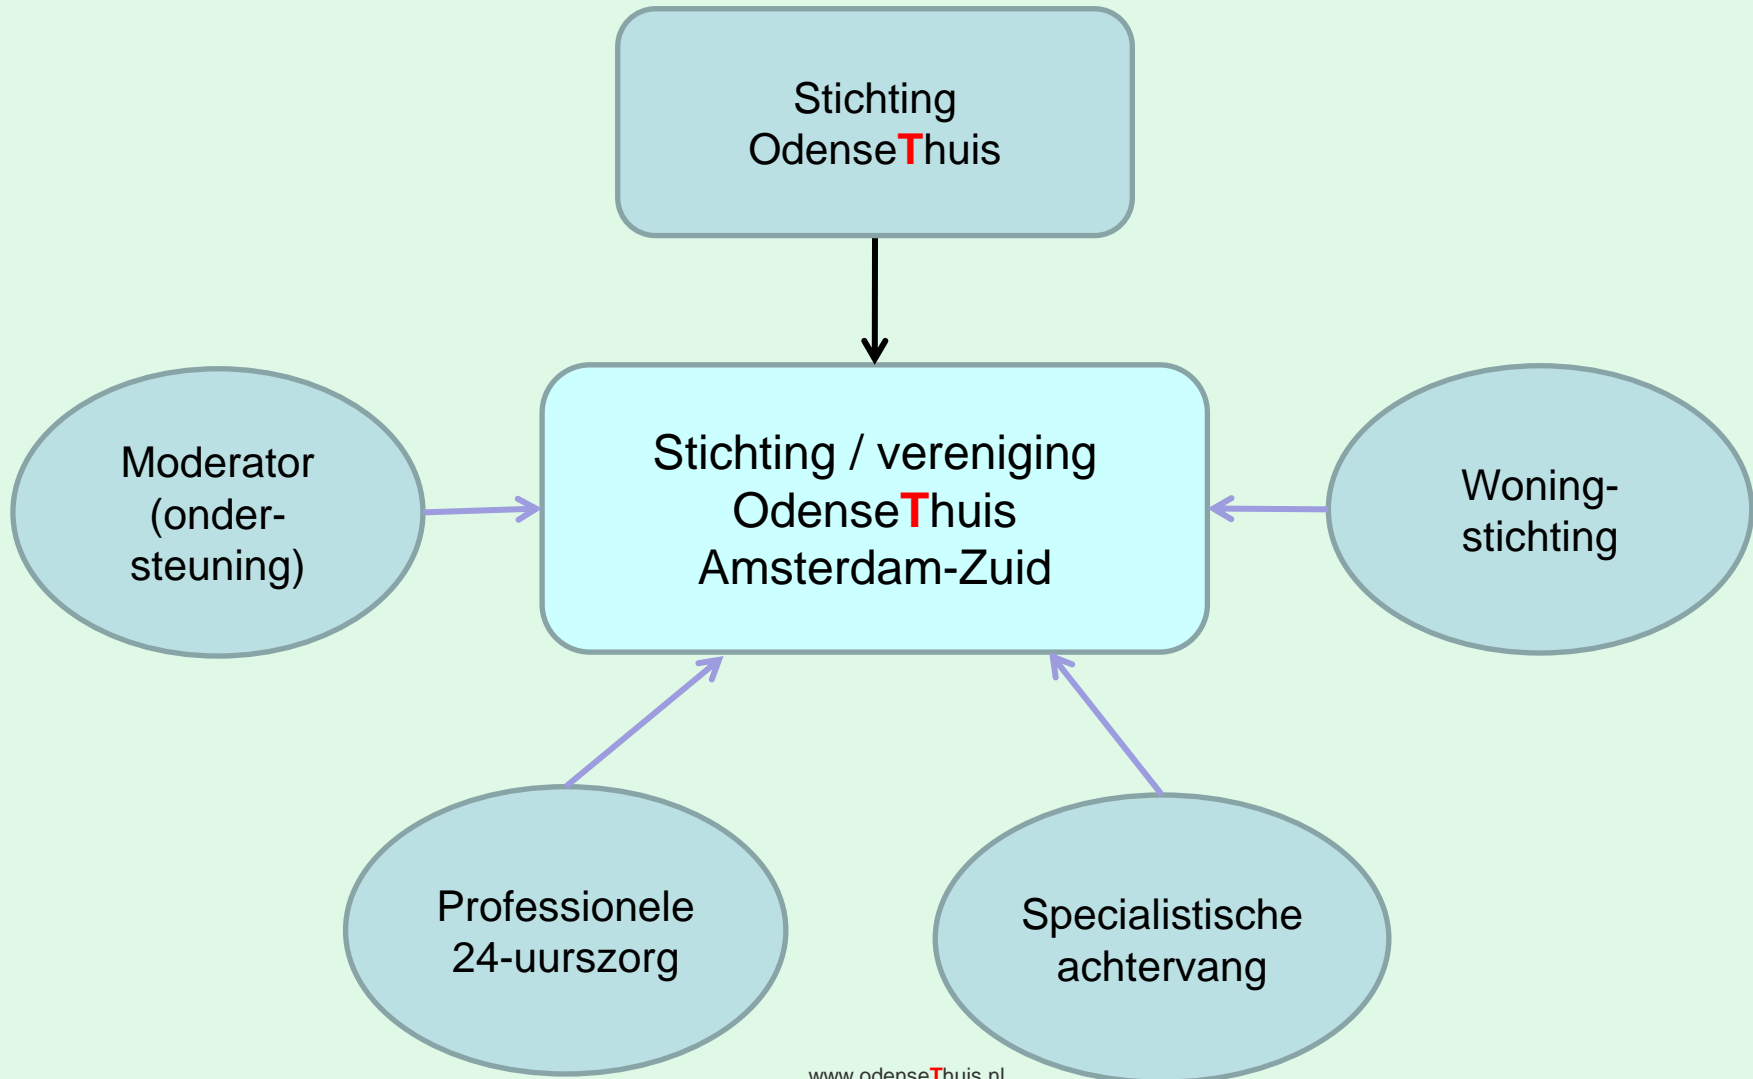 Stichting
OdenseThuis
Stichting / vereniging
OdenseThuis
Amsterdam-Zuid
Moderator
(onder-
steuning)
Woning-
stichting
Professionele
24-uurszorg
Specialistische
achtervang
www.odenseThuis.nl